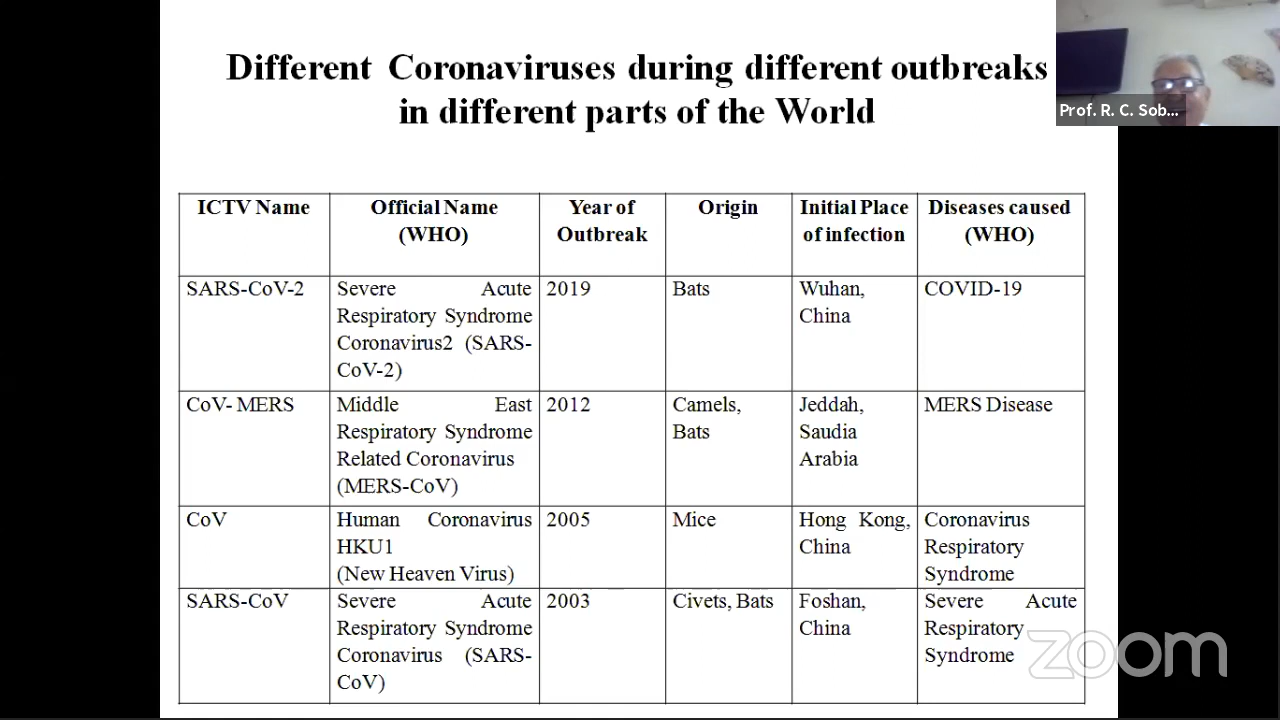 Different Coronaviruses during different outbreaks
in different parts of the World
Prof. R. C. Sob...
ICTV Name
Official Name
(WHO)
Year of
Outbreak
Origin
Initial Place
of infection
Diseases caused
(WHO)
SARS-CoV-2
Severe Acute
Respiratory Syndrome
Coronavirus2 (SARS-
CoV-2)
2019
Bats
Wuhan,
China
COVID-19
CoV- MERS
Middle East
Respiratory Syndrome
Related Coronavirus
(MERS-CoV)
2012
Camels,
Bats
Jeddah,
Saudia
Arabia
MERS Disease
CoV
Human Coronavirus
HKU1
(New Heaven Virus)
2005
Mice
Hong Kong,
China
Coronavirus
Respiratory
Syndrome
SARS-CoV
Severe Acute
Respiratory Syndrome
Coronavirus (SARS-
CoV)
2003
Civets, Bats
Foshan,
China
Severe Acute
Respiratory
Syndrome
zoom